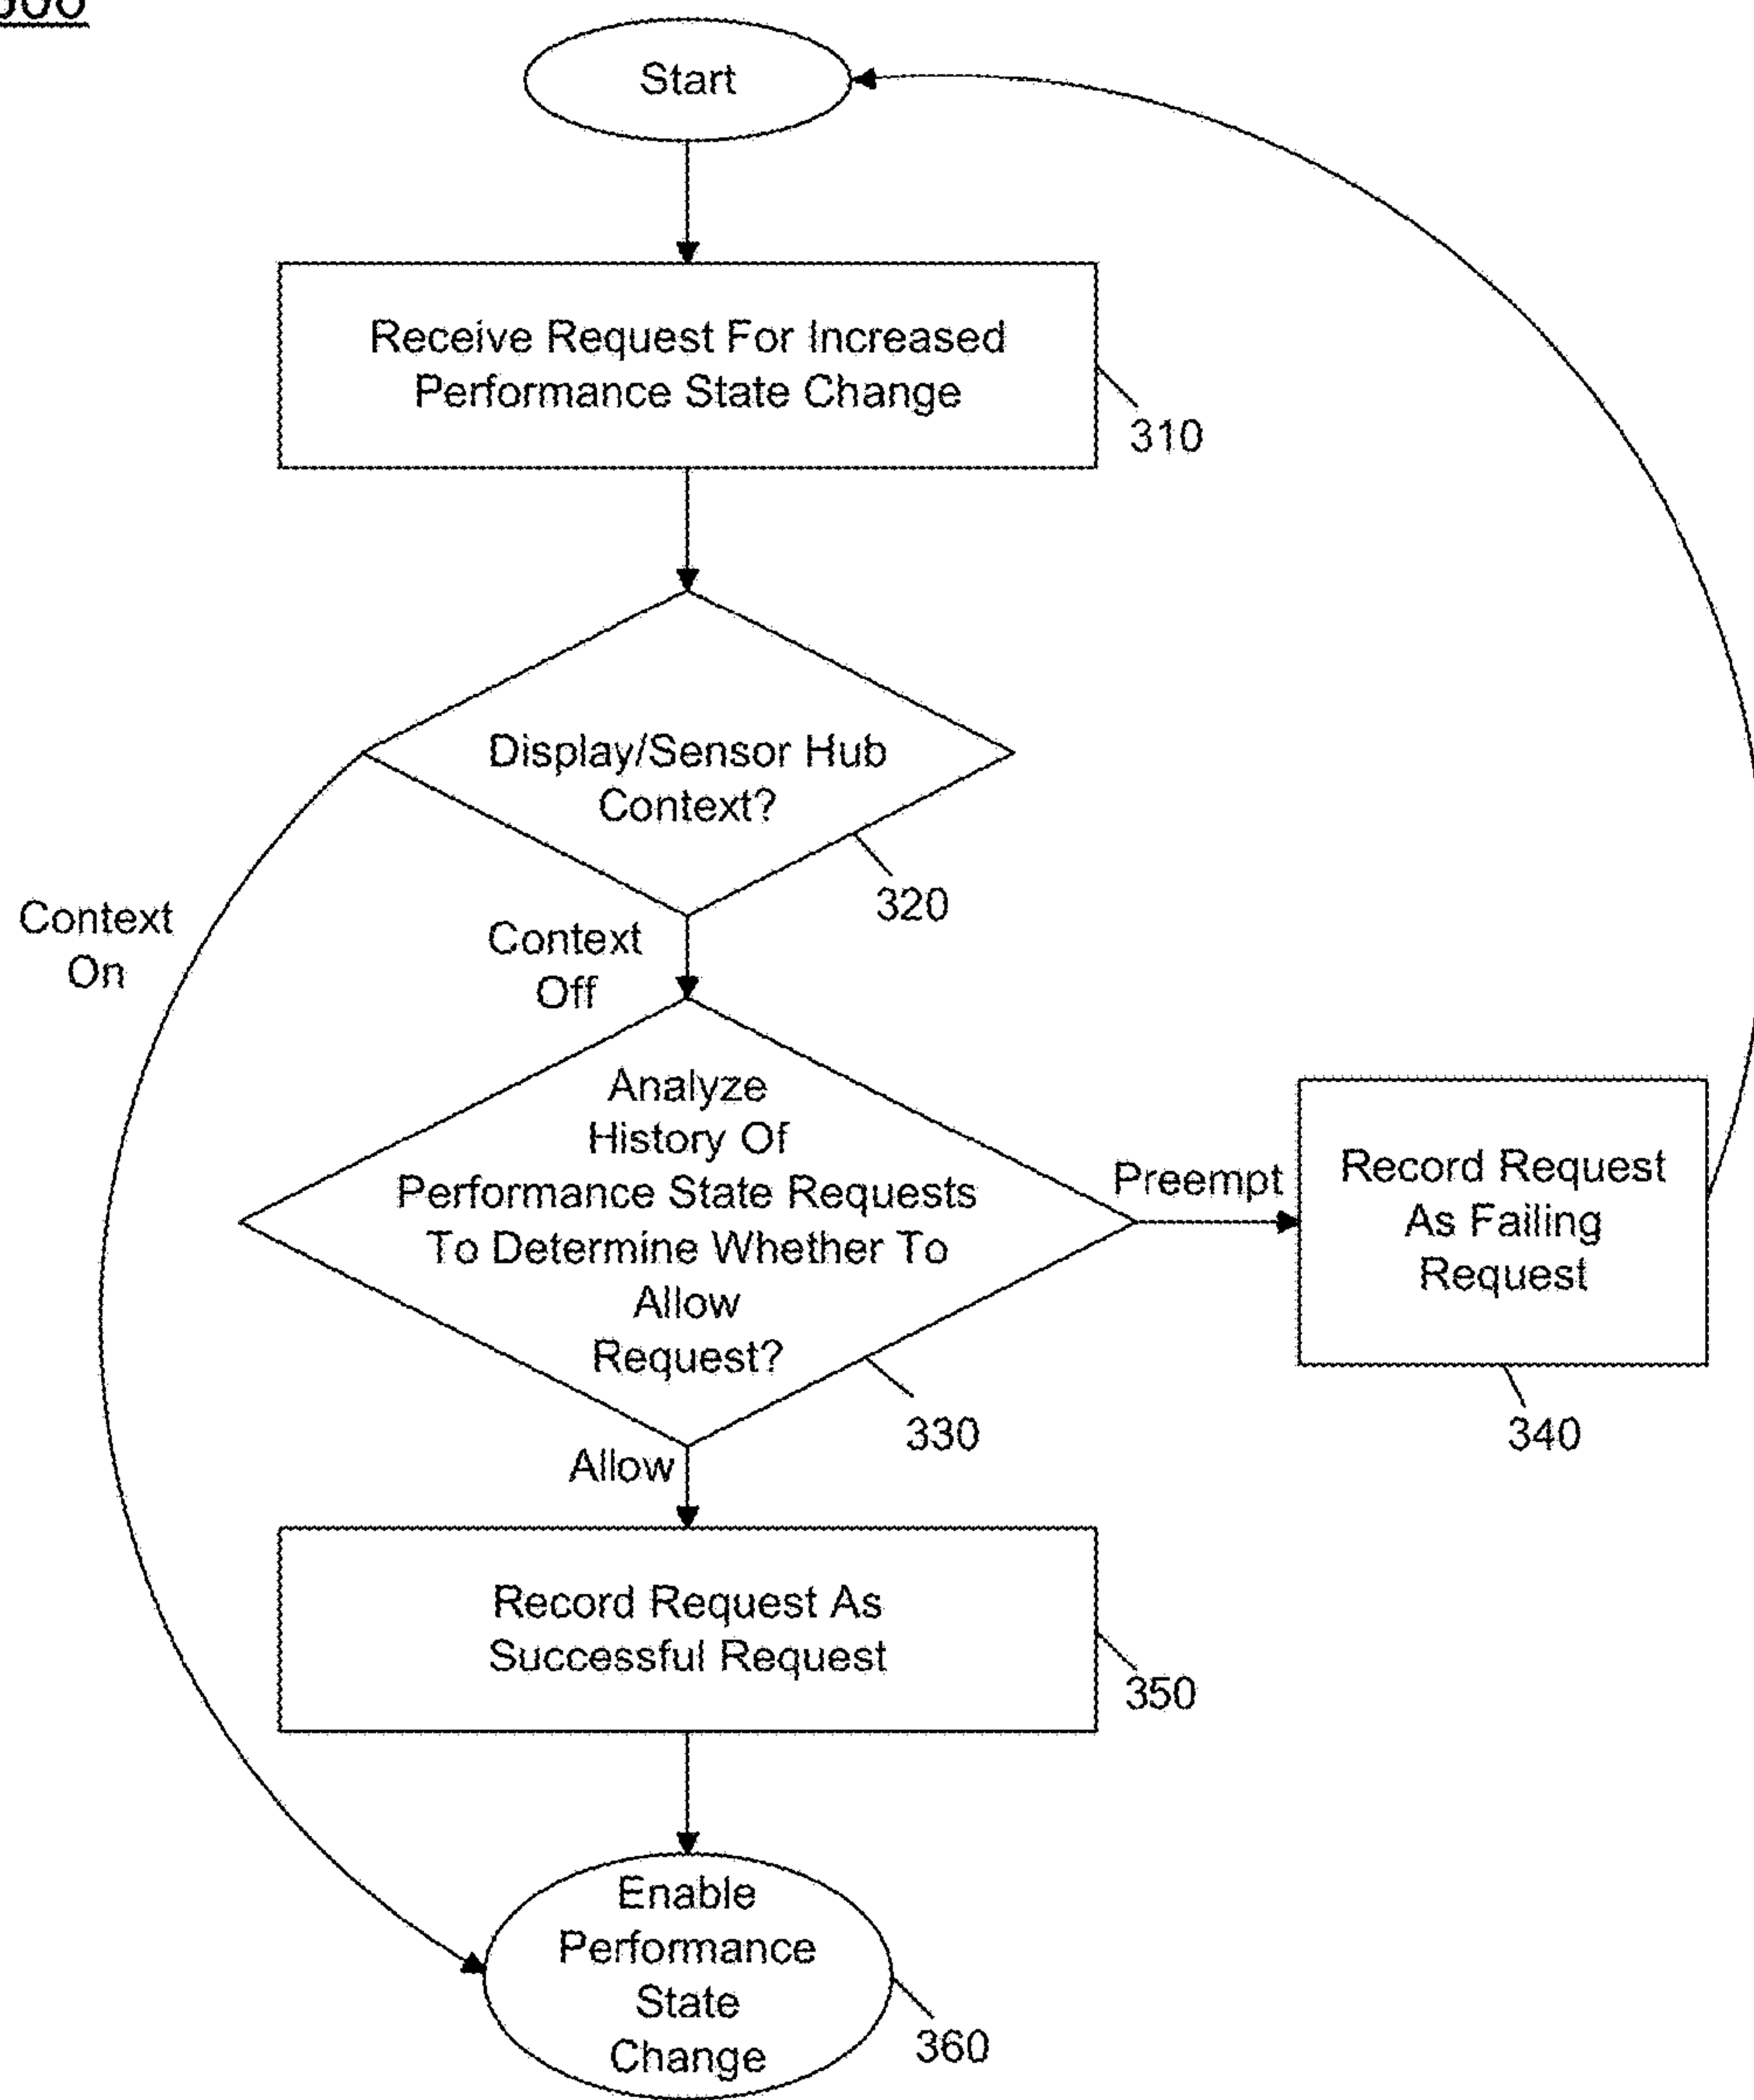 Start
Receive Request For Increased
Performance State Change
310
Display/Sensor Hub
Context?
320
Context
On
Context
Off
Analyze
History Of
Performance State Requests
To Determine Whether To
Allow
Request?
330
Preempt
Record Request
As Failing
Request
340
Allow
Record Request As
Successful Request
350
Enable
Performance
State
Change
360